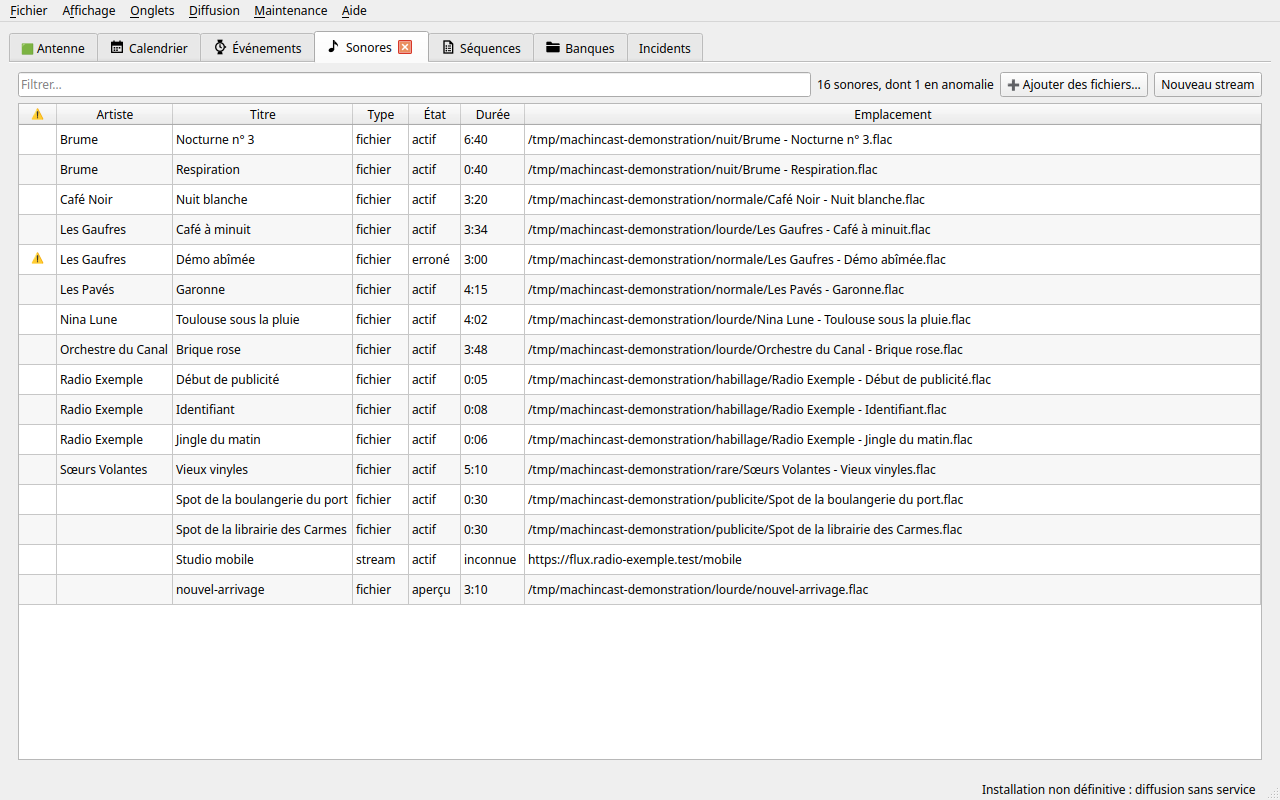 Fichier Affichage Onglets Diffusion Maintenance Aide
Antenne Calendrier Événements Sonores Séquences Banques Incidents
Filtrer... 16 sonores, dont 1 en anomalie Ajouter des fichiers... Nouveau stream
Artiste Titre Type État Durée Emplacement
Brume Nocturne n° 3 fichier actif 6:40 /tmp/machincast-demonstration/nuit/Brume - Nocturne n° 3.flac
Brume Respiration fichier actif 0:40 /tmp/machincast-demonstration/nuit/Brume - Respiration.flac
Café Noir Nuit blanche fichier actif 3:20 /tmp/machincast-demonstration/normale/Café Noir - Nuit blanche.flac
Les Gaufres Café à minuit fichier actif 3:34 /tmp/machincast-demonstration/lourde/Les Gaufres - Café à minuit.flac
Les Gaufres Démo abîmée fichier erroné 3:00 /tmp/machincast-demonstration/normale/Les Gaufres - Démo abîmée.flac
Les Pavés Garonne fichier actif 4:15 /tmp/machincast-demonstration/normale/Les Pavés - Garonne.flac
Nina Lune Toulouse sous la pluie fichier actif 4:02 /tmp/machincast-demonstration/lourde/Nina Lune - Toulouse sous la pluie.flac
Orchestre du Canal Brique rose fichier actif 3:48 /tmp/machincast-demonstration/lourde/Orchestre du Canal - Brique rose.flac
Radio Exemple Début de publicité fichier actif 0:05 /tmp/machincast-demonstration/habillage/Radio Exemple - Début de publicité.flac
Radio Exemple Identifiant fichier actif 0:08 /tmp/machincast-demonstration/habillage/Radio Exemple - Identifiant.flac
Radio Exemple Jingle du matin fichier actif 0:06 /tmp/machincast-demonstration/habillage/Radio Exemple - Jingle du matin.flac
Sœurs Volantes Vieux vinyles fichier actif 5:10 /tmp/machincast-demonstration/rare/Sœurs Volantes - Vieux vinyles.flac
Spot de la boulangerie du port fichier actif 0:30 /tmp/machincast-demonstration/publicite/Spot de la boulangerie du port.flac
Spot de la librairie des Carmes fichier actif 0:30 /tmp/machincast-demonstration/publicite/Spot de la librairie des Carmes.flac
Studio mobile stream actif inconnue https://flux.radio-exemple.test/mobile
nouvel-arrivage fichier aperçu 3:10 /tmp/machincast-demonstration/lourde/nouvel-arrivage.flac
Installation non définitive : diffusion sans service